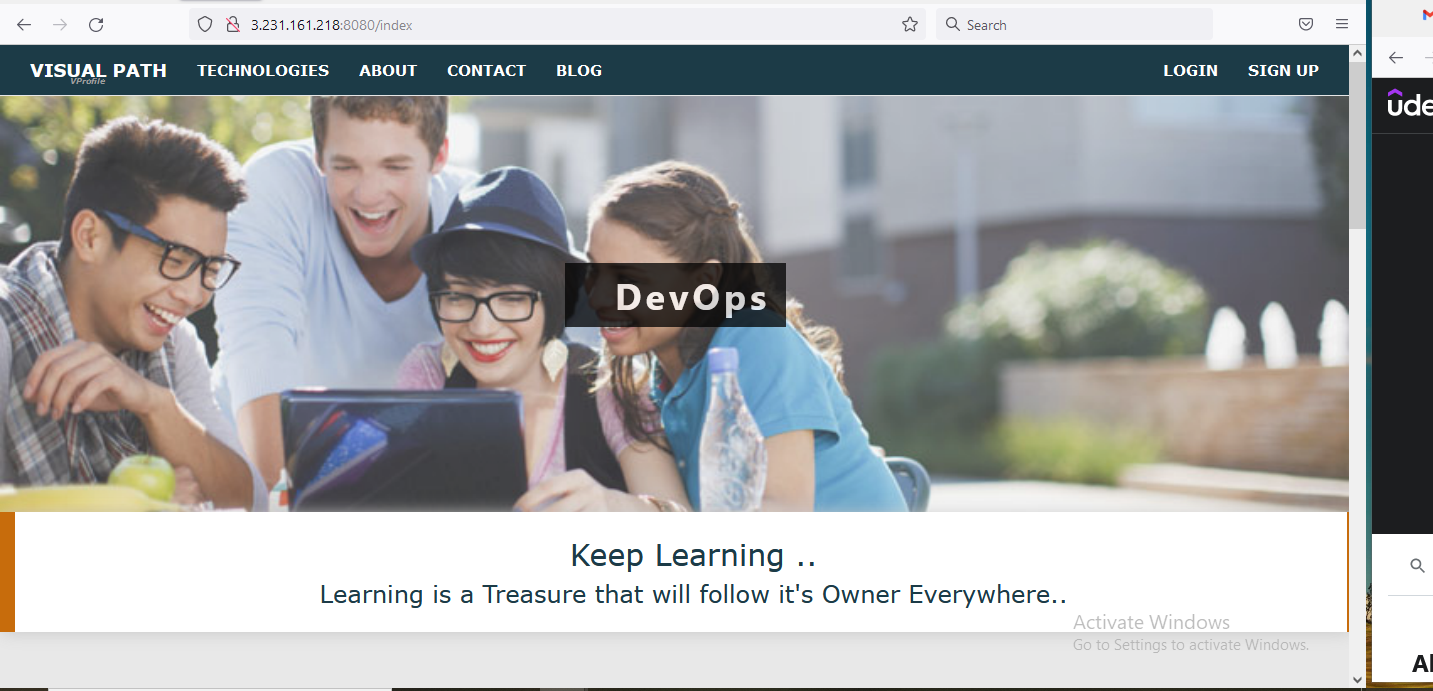 3.231.161.218:8080/index
Search
VISUAL PATH
VProfile
TECHNOLOGIES
ABOUT
CONTACT
BLOG
LOGIN
SIGN UP
DevOps
Keep Learning ..
Learning is a Treasure that will follow it's Owner Everywhere..
Activate Windows
Go to Settings to activate Windows.
ude